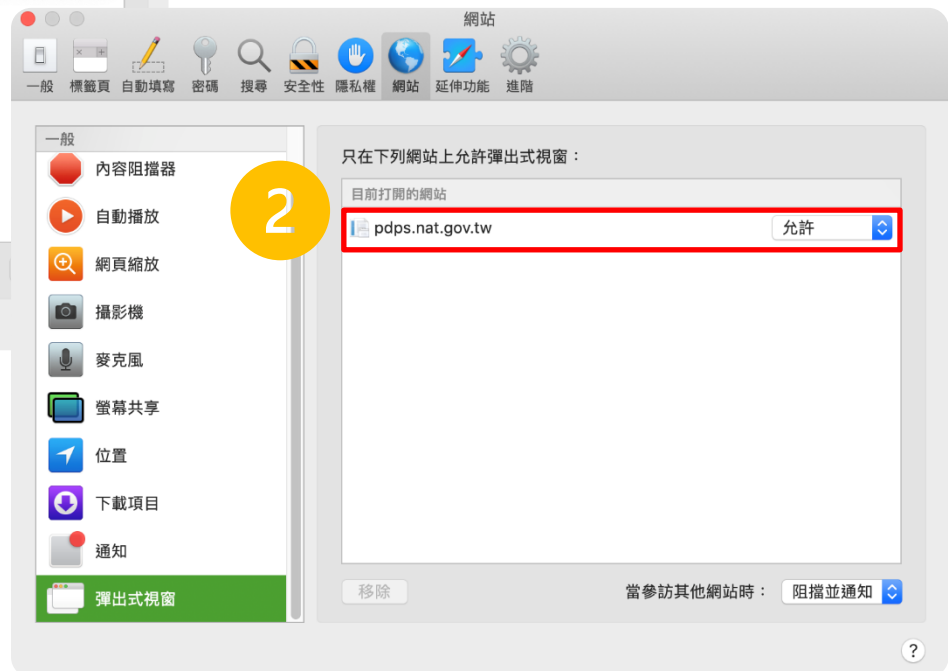 網站
一般
標籤頁
自動填寫
密碼
搜尋
安全性
隱私權
網站
延伸功能
進階
一般
內容阻擋器
自動播放
網頁縮放
攝影機
麥克風
螢幕共享
位置
下載項目
通知
彈出式視窗
2
只在下列網站上允許彈出式視窗：
目前打開的網站
pdps.nat.gov.tw 允許
移除
當參訪其他網站時： 阻擋並通知
?